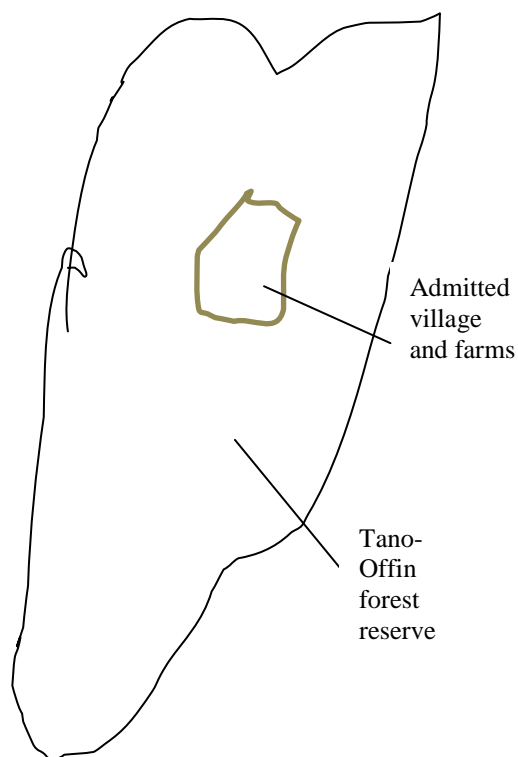 Admitted
village
and farms
Tano-
Offin
forest
reserve